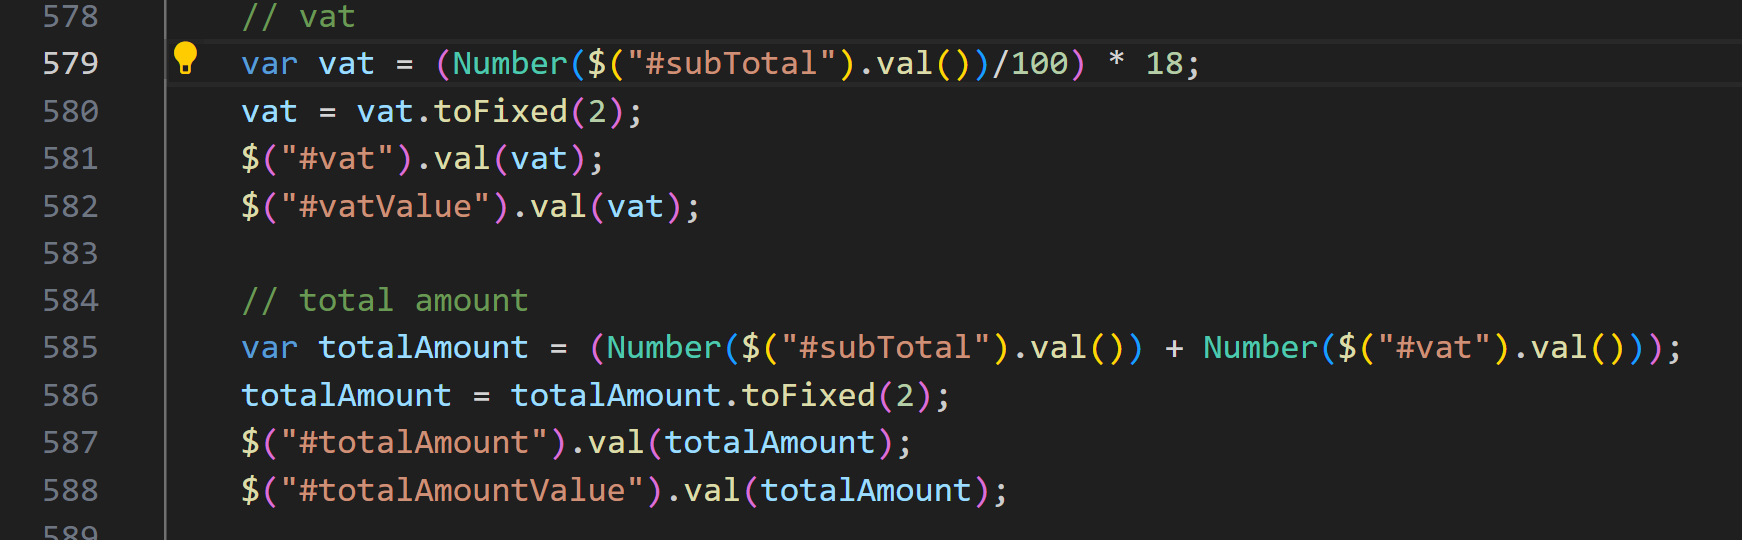 578 // vat
579 var vat = (Number($("#subTotal").val())/100) * 18;
580 vat = vat.toFixed(2);
581 $("#vat").val(vat);
582 $("#vatValue").val(vat);
583
584 // total amount
585 var totalAmount = (Number($("#subTotal").val()) + Number($("#vat").val()));
586 totalAmount = totalAmount.toFixed(2);
587 $("#totalAmount").val(totalAmount);
588 $("#totalAmountValue").val(totalAmount);
589